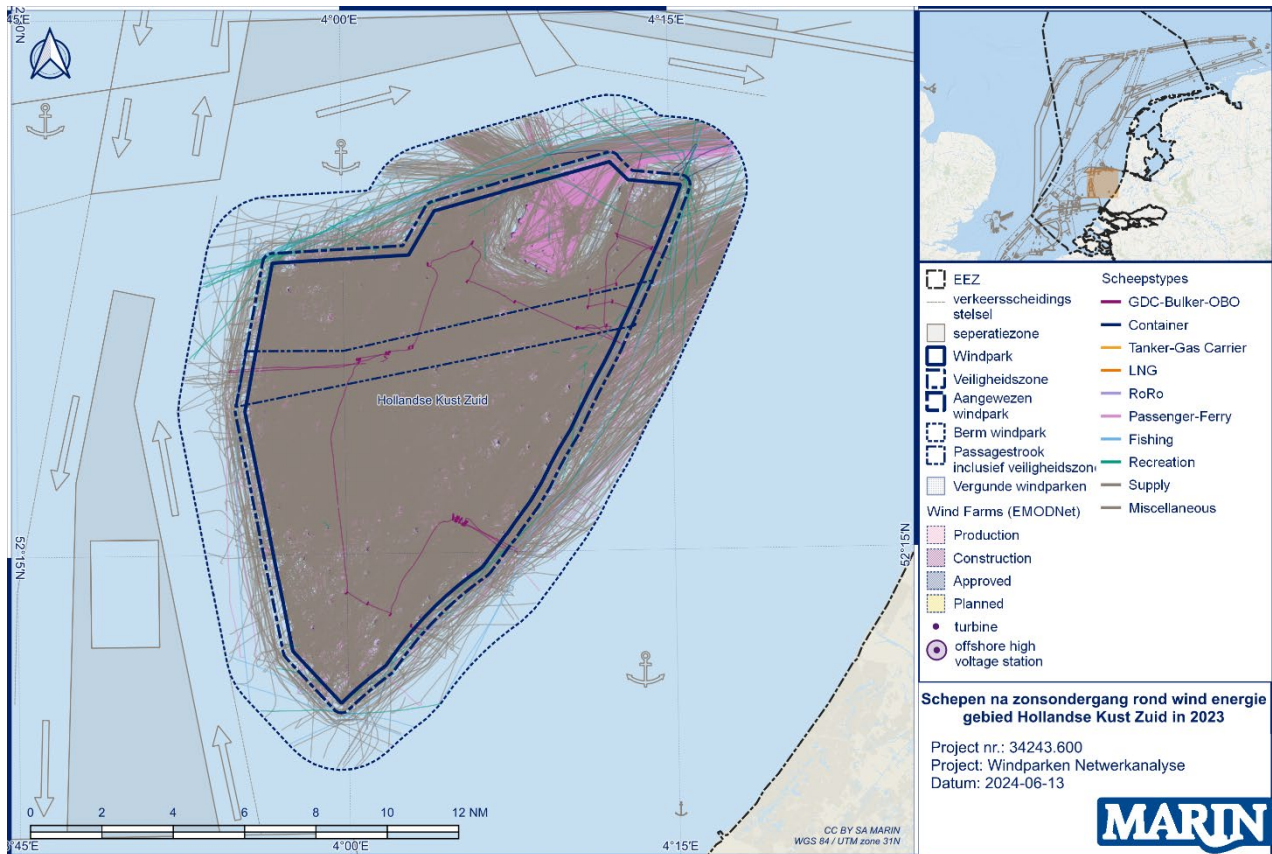 4°00'E
4°15'E
Hollandse Kust Zuid
52°15'N
52°15'N
0 2 4 6 8 10 12 NM
CC BY SA MARIN
WGS 84 / UTM zone 31N
4°00'E
4°15'E
EEZ
verkeersscheidings
stelsel
seperatiezone
Windpark
Veiligheidszone
Aangewezen
windpark
Berm windpark
Passagestrook
inclusief veiligheidszone
Vergunde windparken
Wind Farms (EMODNet)
Production
Construction
Approved
Planned
turbine
offshore high
voltage station
Scheepstypes
GDC-Bulker-OBO
Container
Tanker-Gas Carrier
LNG
RoRo
Passenger-Ferry
Fishing
Recreation
Supply
Miscellaneous
Schepen na zonsondergang rond wind energie
gebied Hollandse Kust Zuid in 2023
Project nr.: 34243.600
Project: Windparken Netwerkanalyse
Datum: 2024-06-13
MARIN